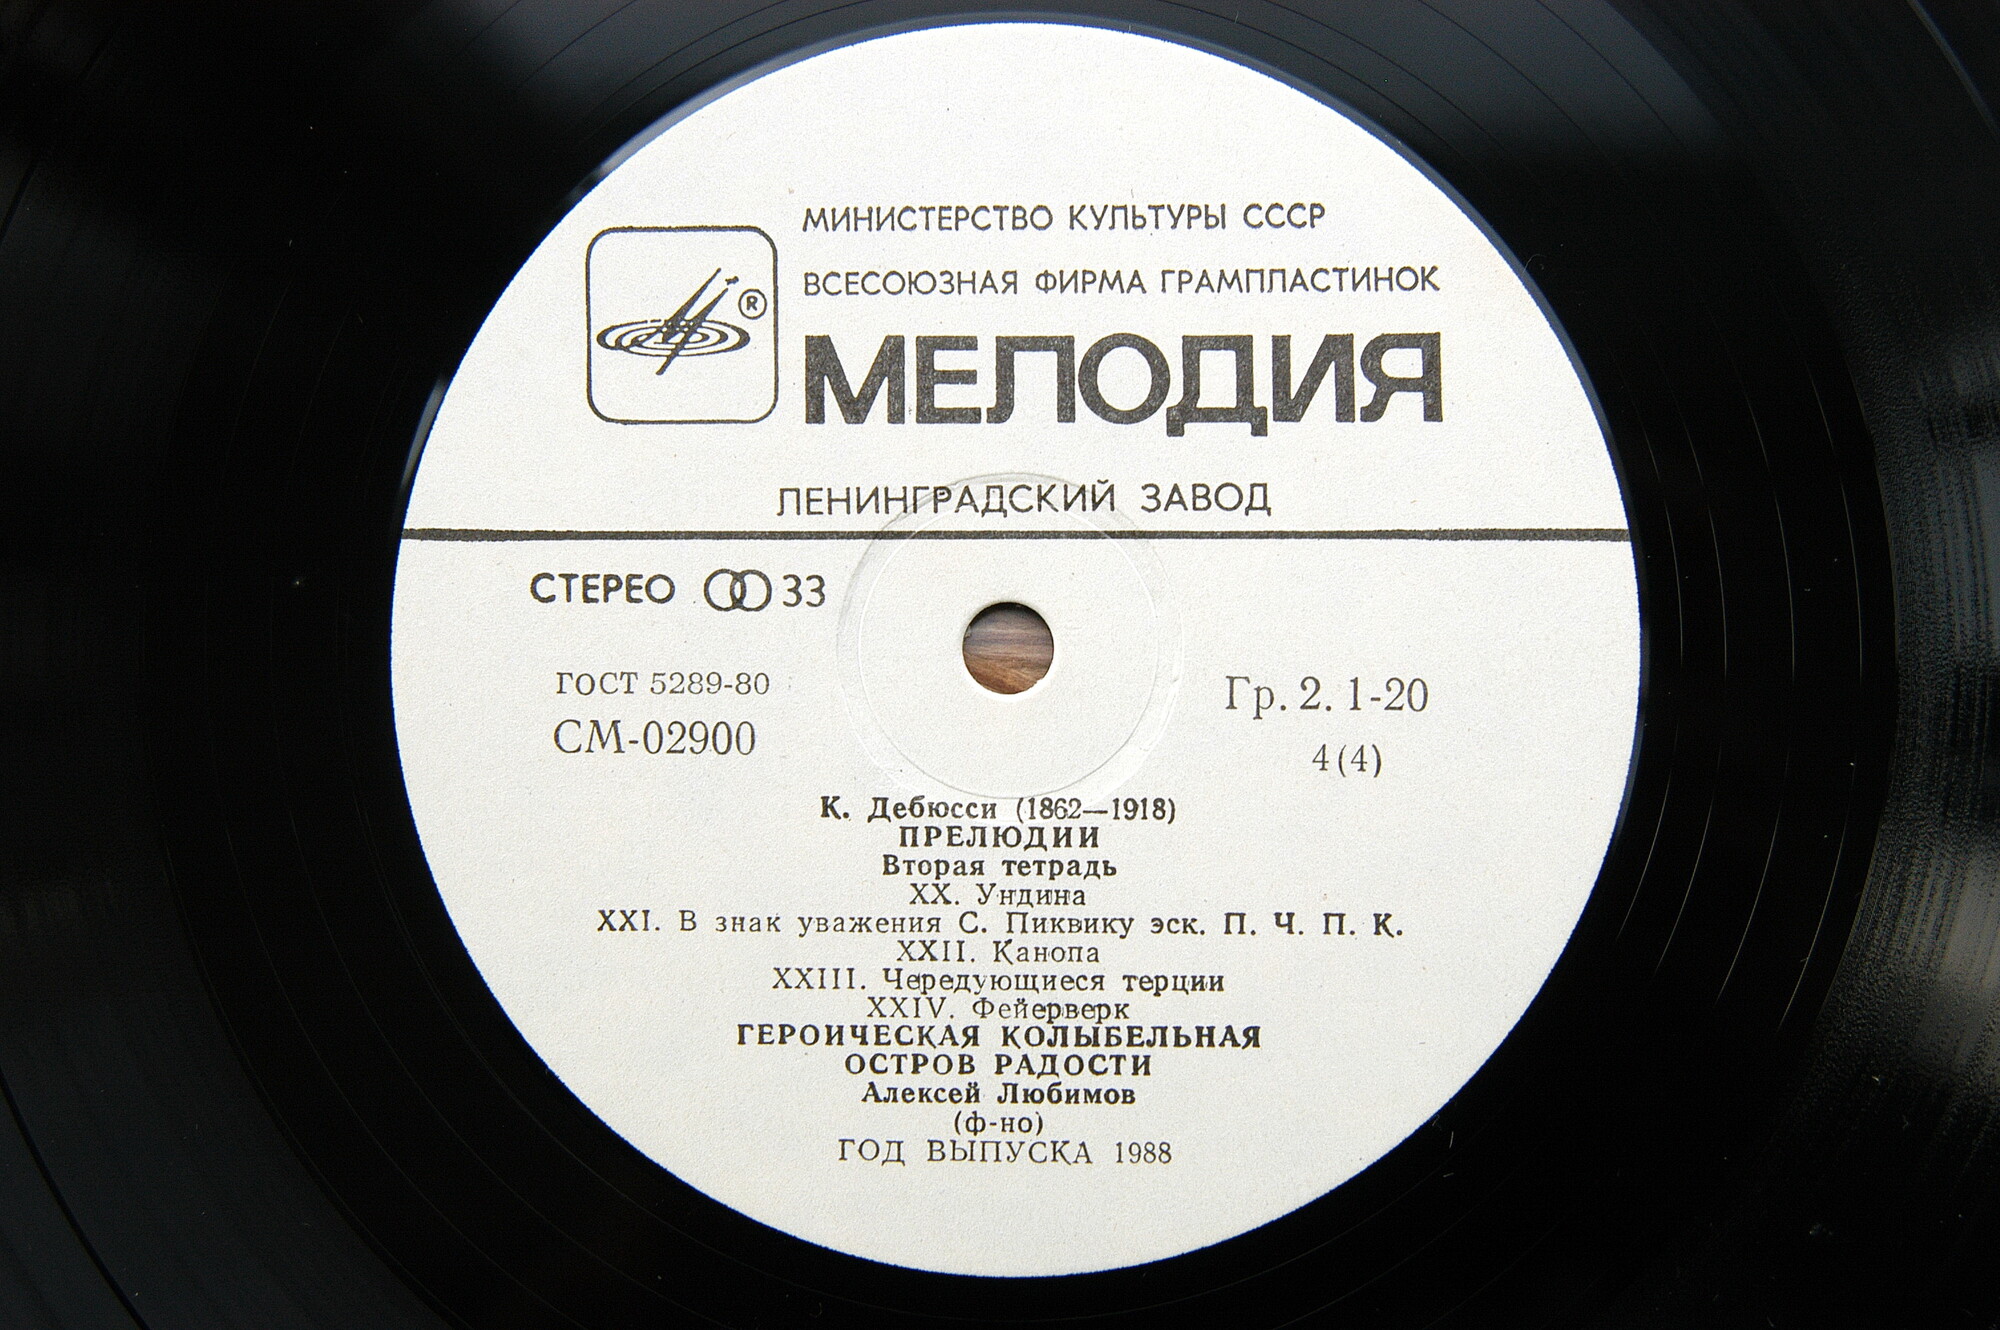 МИНИСТЕРСТВО КУЛЬТУРЫ СССР
ВСЕСОЮЗНАЯ ФИРМА ГРАМПЛАСТИНОК
®
МЕЛОДИЯ
ЛЕНИНГРАДСКИЙ ЗАВОД
СТЕРЕО 33
ГОСТ 5289-80
СМ-02900
Гр. 2. 1-20
4(4)
К. Дебюсси (1862—1918)
ПРЕЛЮДИИ
Вторая тетрадь
XX. Ундина
XXI. В знак уважения С. Пиквику эск. П. Ч. П. К.
XXII. Канопа
XXIII. Чередующиеся терции
XXIV. Фейерверк
ГЕРОИЧЕСКАЯ КОЛЫБЕЛЬНАЯ
ОСТРОВ РАДОСТИ
Алексей Любимов
(ф-но)
ГОД ВЫПУСКА 1988